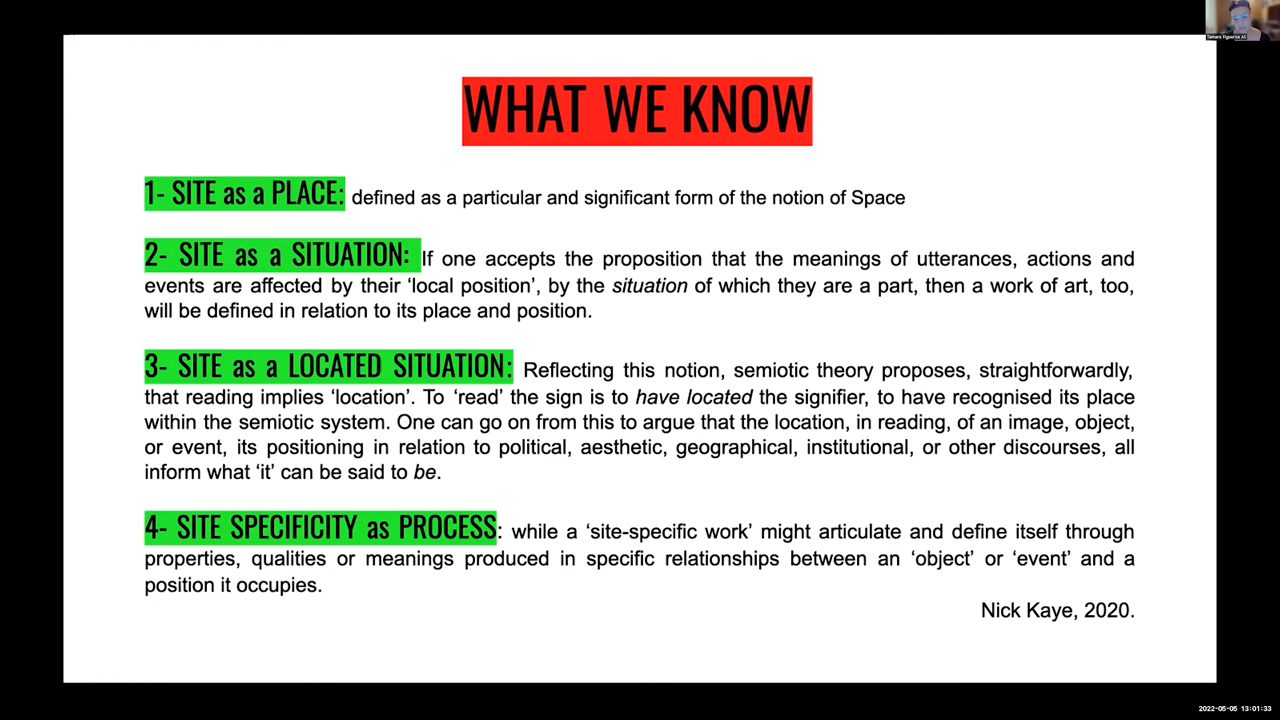 Tamara Figueroa AS
WHAT WE KNOW
1- SITE as a PLACE: defined as a particular and significant form of the notion of Space
2- SITE as a SITUATION: If one accepts the proposition that the meanings of utterances, actions and
events are affected by their ‘local position’, by the situation of which they are a part, then a work of art, too,
will be defined in relation to its place and position.
3- SITE as a LOCATED SITUATION: Reflecting this notion, semiotic theory proposes, straightforwardly,
that reading implies ‘location’. To ‘read’ the sign is to have located the signifier, to have recognised its place
within the semiotic system. One can go on from this to argue that the location, in reading, of an image, object,
or event, its positioning in relation to political, aesthetic, geographical, institutional, or other discourses, all
inform what ‘it’ can be said to be.
4- SITE SPECIFICITY as PROCESS: while a ‘site-specific work’ might articulate and define itself through
properties, qualities or meanings produced in specific relationships between an ‘object’ or ‘event’ and a
position it occupies.
Nick Kaye, 2020.
2022-05-05 13:01:33